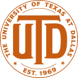 THE UNIVERSITY OF TEXAS AT DALLAS
UTD
EST. 1969